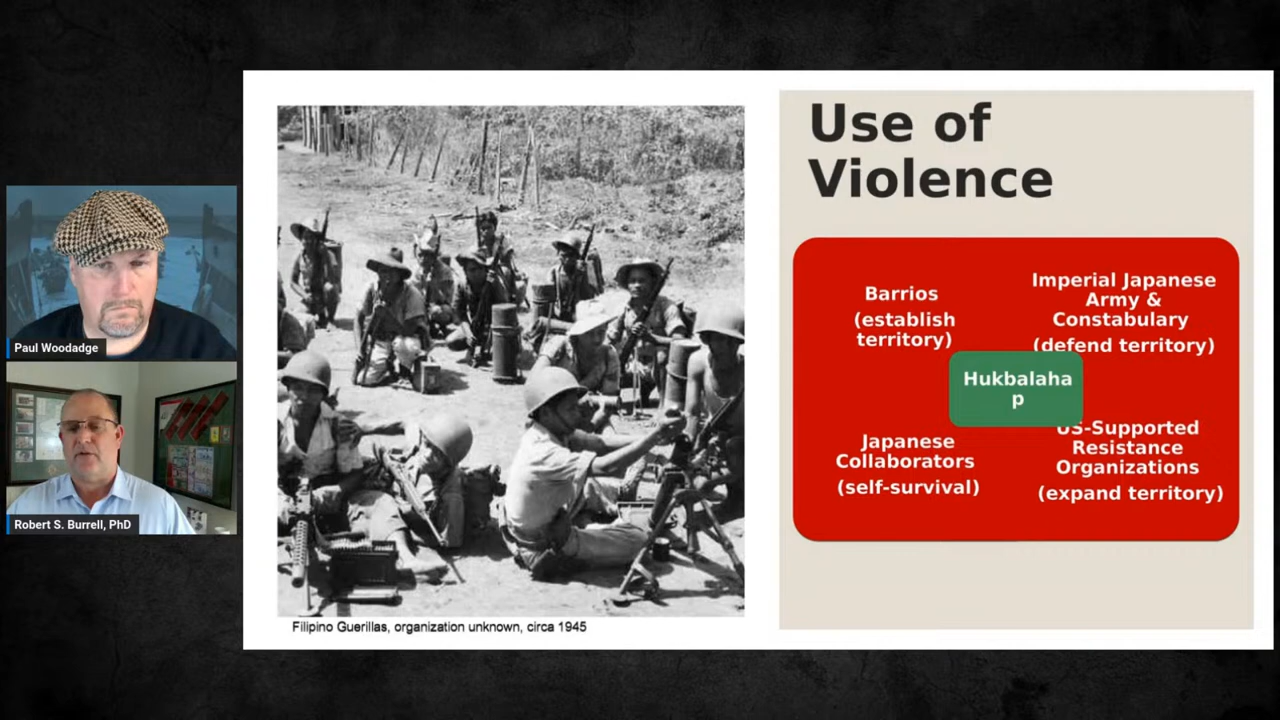 Paul Woodadge
Robert S. Burrell, PhD
Filipino Guerillas, organization unknown, circa 1945
Use of
Violence
Barrios
(establish
territory)
Imperial Japanese
Army &
Constabulary
(defend territory)
Hukbalaha
p
Japanese
Collaborators
(self-survival)
US-Supported
Resistance
Organizations
(expand territory)